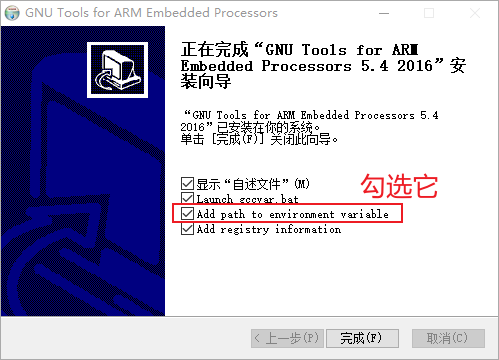 GNU Tools for ARM Embedded Processors
正在完成“GNU Tools for ARM
Embedded Processors 5.4 2016”安
装向导
“GNU Tools for ARM Embedded Processors 5.4
2016”已安装在你的系统。
单击 [完成(F)] 关闭此向导。
显示“自述文件”(M)
勾选它
Launch gccvar.bat
Add path to environment variable
Add registry information
< 上一步(P)
完成(F)
取消(C)